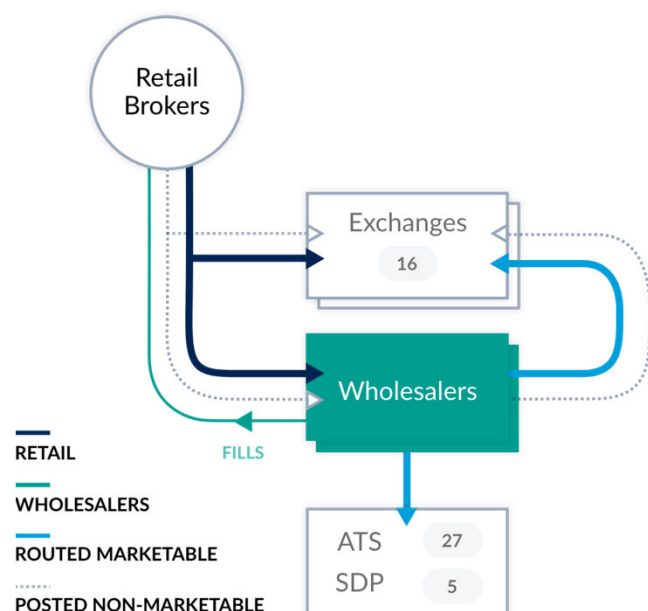 Retail
Brokers
Exchanges
16
Wholesalers
FILLS
RETAIL
WHOLESALERS
ROUTED MARKETABLE
POSTED NON-MARKETABLE
ATS 27
SDP 5